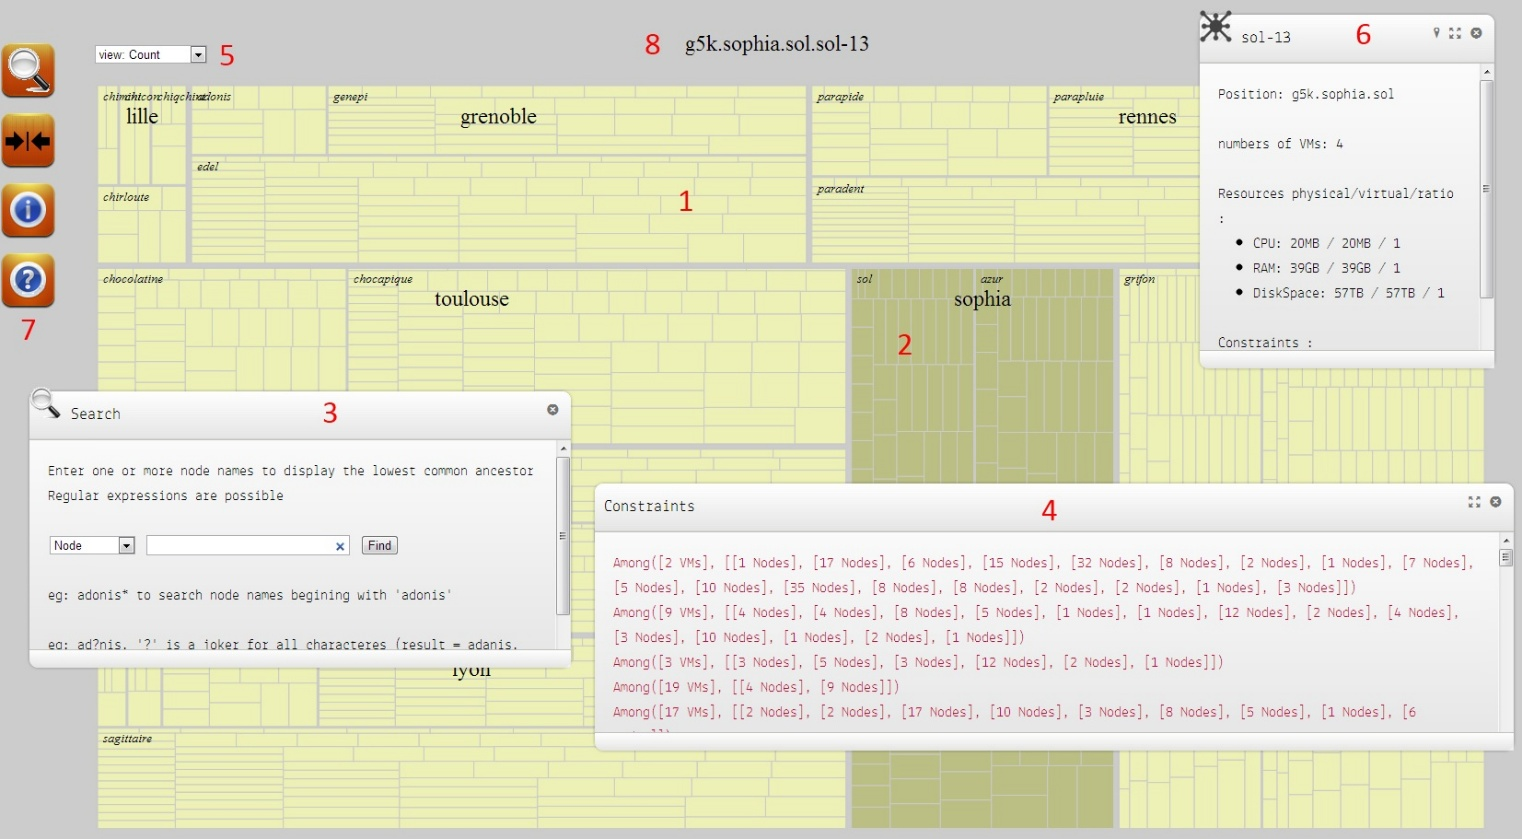 8 g5k.sophia.sol.sol-13
view: Count
5
lille
adonis
genepi
grenoble
edel
1
chirloute
parapide
parapluie
rennes
paradent
sol-13
6
Position: g5k.sophia.sol
numbers of VMs: 4
Resources physical/virtual/ratio
:
CPU: 20MB / 20MB / 1
RAM: 39GB / 39GB / 1
DiskSpace: 57TB / 57TB / 1
Constraints :
7
chocolatine
chocapique
toulouse
sol
azur
sophia
2
grifon
Search
3
Enter one or more node names to display the lowest common ancestor
Regular expressions are possible
Node
Find
eg: adonis* to search node names begining with 'adonis'
eg: ad?nis, '?' is a joker for all characteres (result = adanis,
Constraints
4
Among([2 VMs], [[1 Nodes], [17 Nodes], [6 Nodes], [15 Nodes], [32 Nodes], [8 Nodes], [2 Nodes], [1 Nodes], [7 Nodes],
[5 Nodes], [10 Nodes], [35 Nodes], [8 Nodes], [8 Nodes], [2 Nodes], [2 Nodes], [1 Nodes], [3 Nodes]])
Among([9 VMs], [[4 Nodes], [4 Nodes], [8 Nodes], [5 Nodes], [1 Nodes], [1 Nodes], [12 Nodes], [2 Nodes], [4 Nodes],
[3 Nodes], [10 Nodes], [1 Nodes], [2 Nodes], [1 Nodes]])
Among([3 VMs], [[3 Nodes], [5 Nodes], [3 Nodes], [12 Nodes], [2 Nodes], [1 Nodes]])
Among([19 VMs], [[4 Nodes], [9 Nodes]])
Among([17 VMs], [[2 Nodes], [2 Nodes], [17 Nodes], [10 Nodes], [3 Nodes], [8 Nodes], [5 Nodes], [1 Nodes], [6
lyon
sagittaire